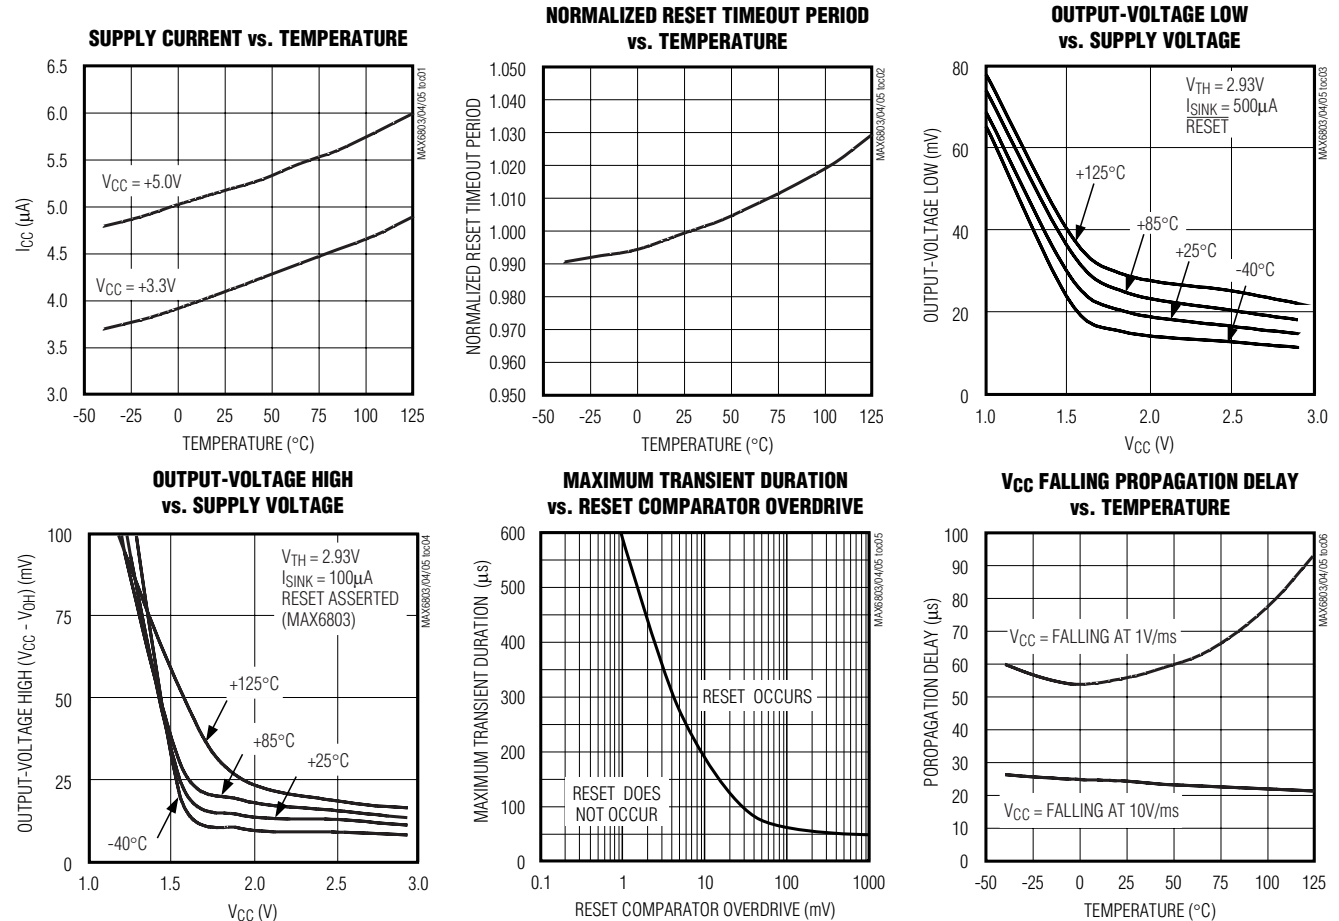 SUPPLY CURRENT vs. TEMPERATURE
MAX6803/04/05 toc01
6.5
6.0
5.5
5.0
4.5
4.0
3.5
3.0
ICC (μA)
VCC = +5.0V
VCC = +3.3V
-50 -25 0 25 50 75 100 125
TEMPERATURE (°C)
NORMALIZED RESET TIMEOUT PERIOD
vs. TEMPERATURE
MAX6803/04/05 toc02
1.050
1.040
1.030
1.020
1.010
1.000
0.990
0.980
0.970
0.960
0.950
NORMALIZED RESET TIMEOUT PERIOD
-50 -25 0 25 50 75 100 125
TEMPERATURE (°C)
OUTPUT-VOLTAGE LOW
vs. SUPPLY VOLTAGE
MAX6803/04/05 toc03
80
60
40
20
0
OUTPUT-VOLTAGE LOW (mV)
VTH = 2.93V
ISINK = 500μA
RESET
+125°C
+85°C
+25°C
-40°C
1.0 1.5 2.0 2.5 3.0
VCC (V)
OUTPUT-VOLTAGE HIGH
vs. SUPPLY VOLTAGE
MAX6803/04/05 toc04
100
75
50
25
0
OUTPUT-VOLTAGE HIGH (VCC - VOH) (mV)
VTH = 2.93V
ISINK = 100μA
RESET ASSERTED
(MAX6803)
+125°C
+85°C
+25°C
-40°C
1.0 1.5 2.0 2.5 3.0
VCC (V)
MAXIMUM TRANSIENT DURATION
vs. RESET COMPARATOR OVERDRIVE
MAX6803/04/05 toc05
600
500
400
300
200
100
0
MAXIMUM TRANSIENT DURATION (μs)
RESET OCCURS
RESET DOES
NOT OCCUR
0.1 1 10 100 1000
RESET COMPARATOR OVERDRIVE (mV)
VCC FALLING PROPAGATION DELAY
vs. TEMPERATURE
MAX6803/04/05 toc06
100
90
80
70
60
50
40
30
20
10
0
POROPAGATION DELAY (μs)
VCC = FALLING AT 1V/ms
VCC = FALLING AT 10V/ms
-50 -25 0 25 50 75 100 125
TEMPERATURE (°C)